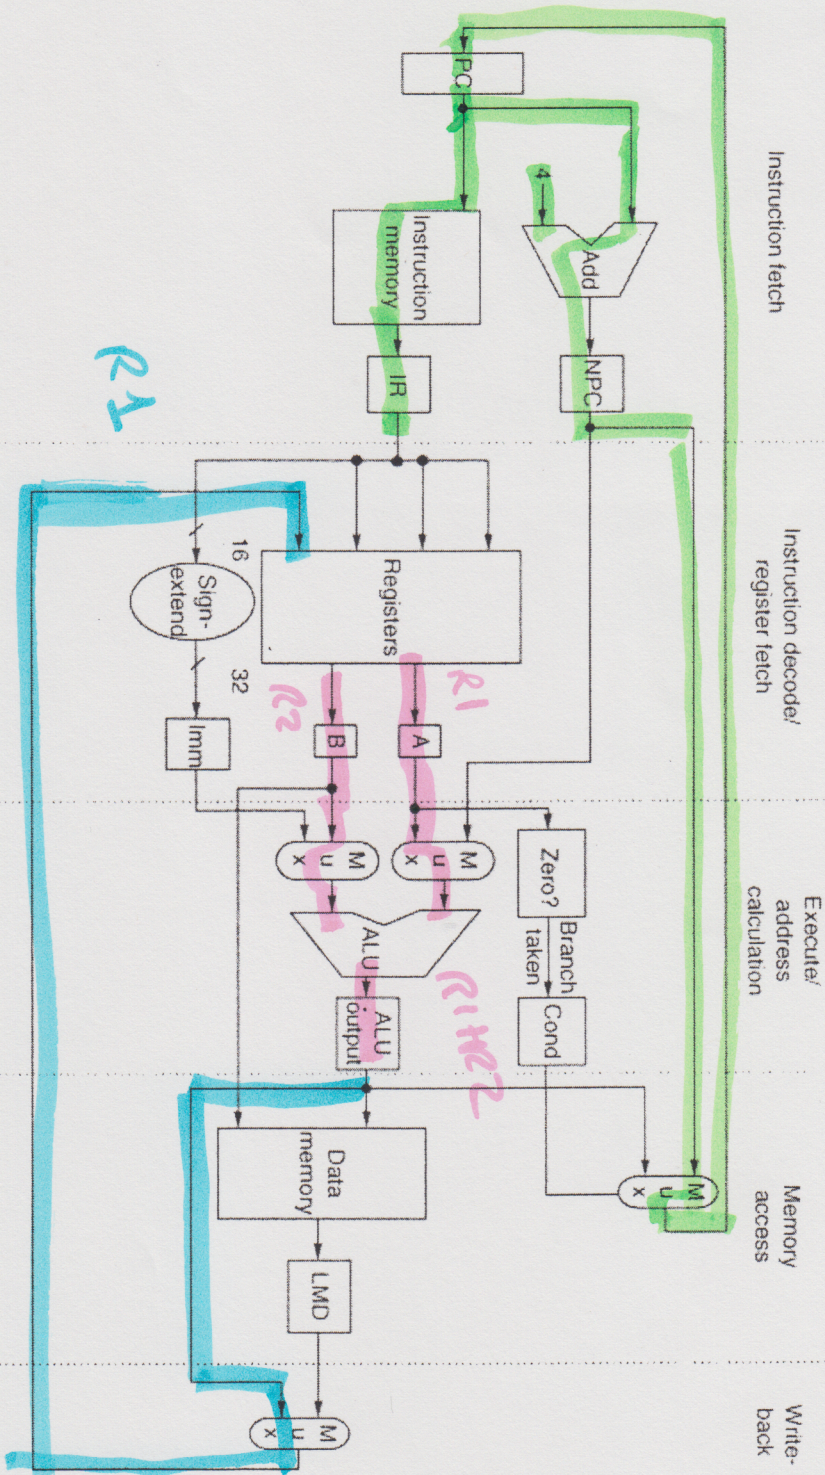 Instruction fetch
Instruction decode/
register fetch
Execute/
address
calculation
Memory
access
Write-
back
PC
4
Add
NPC
Instruction
memory
IR
Registers
16
Sign-
extend
32
Imm
A
B
R1
R2
M
u
x
M
u
x
Zero?
Branch
taken
Cond
ALU
ALU
output
R1+R2
M
u
x
Data
memory
LMD
M
u
x
R1